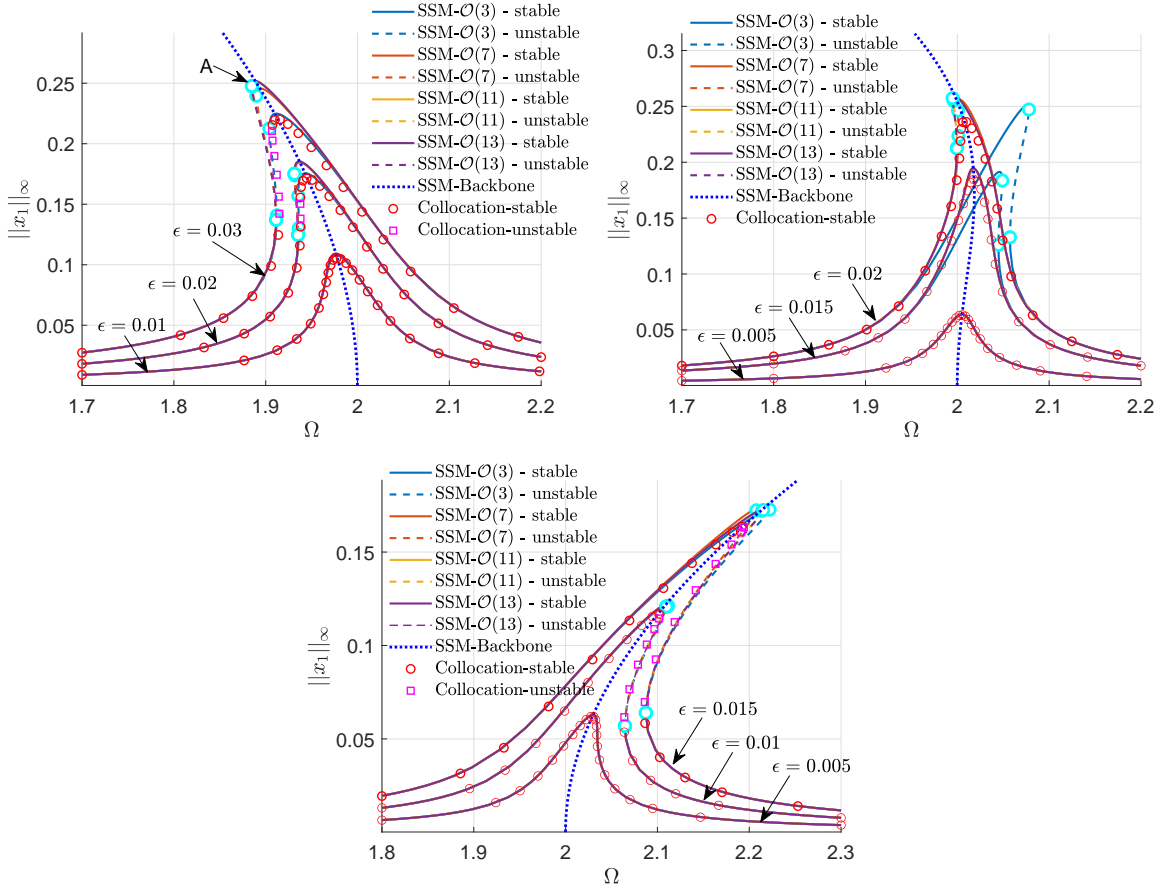 SSM-𝒪(3) - stable
SSM-𝒪(3) - unstable
SSM-𝒪(7) - stable
SSM-𝒪(7) - unstable
SSM-𝒪(11) - stable
SSM-𝒪(11) - unstable
SSM-𝒪(13) - stable
SSM-𝒪(13) - unstable
SSM-Backbone
Collocation-stable
Collocation-unstable
A
ϵ = 0.03
ϵ = 0.02
ϵ = 0.01
0.25
0.2
0.15
0.1
0.05
||x₁||∞
1.7 1.8 1.9 2 2.1 2.2
Ω
SSM-𝒪(3) - stable
SSM-𝒪(3) - unstable
SSM-𝒪(7) - stable
SSM-𝒪(7) - unstable
SSM-𝒪(11) - stable
SSM-𝒪(11) - unstable
SSM-𝒪(13) - stable
SSM-𝒪(13) - unstable
SSM-Backbone
Collocation-stable
ϵ = 0.02
ϵ = 0.015
ϵ = 0.005
0.3
0.25
0.2
0.15
0.1
0.05
||x₁||∞
1.7 1.8 1.9 2 2.1 2.2
Ω
SSM-𝒪(3) - stable
SSM-𝒪(3) - unstable
SSM-𝒪(7) - stable
SSM-𝒪(7) - unstable
SSM-𝒪(11) - stable
SSM-𝒪(11) - unstable
SSM-𝒪(13) - stable
SSM-𝒪(13) - unstable
SSM-Backbone
Collocation-stable
Collocation-unstable
ϵ = 0.015
ϵ = 0.01
ϵ = 0.005
0.15
0.1
0.05
||x₁||∞
1.8 1.9 2 2.1 2.2 2.3
Ω